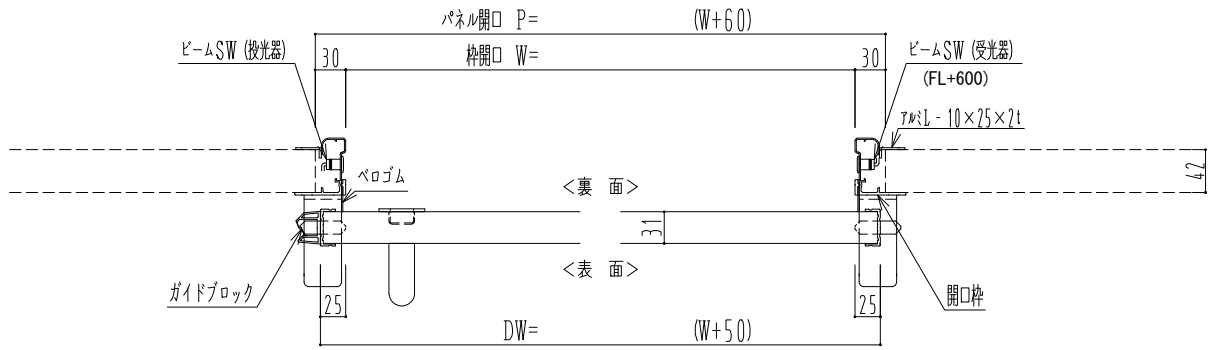 パネル開口 P= (W+60)
ビームSW (投光器)
30
枠開口 W=
30
ビームSW (受光器)
(FL+600)
アルミL - 10×25×2t
42
ベロゴム
<裏 面>
31
<表 面>
ガイドブロック
25
25
開口枠
DW= (W+50)